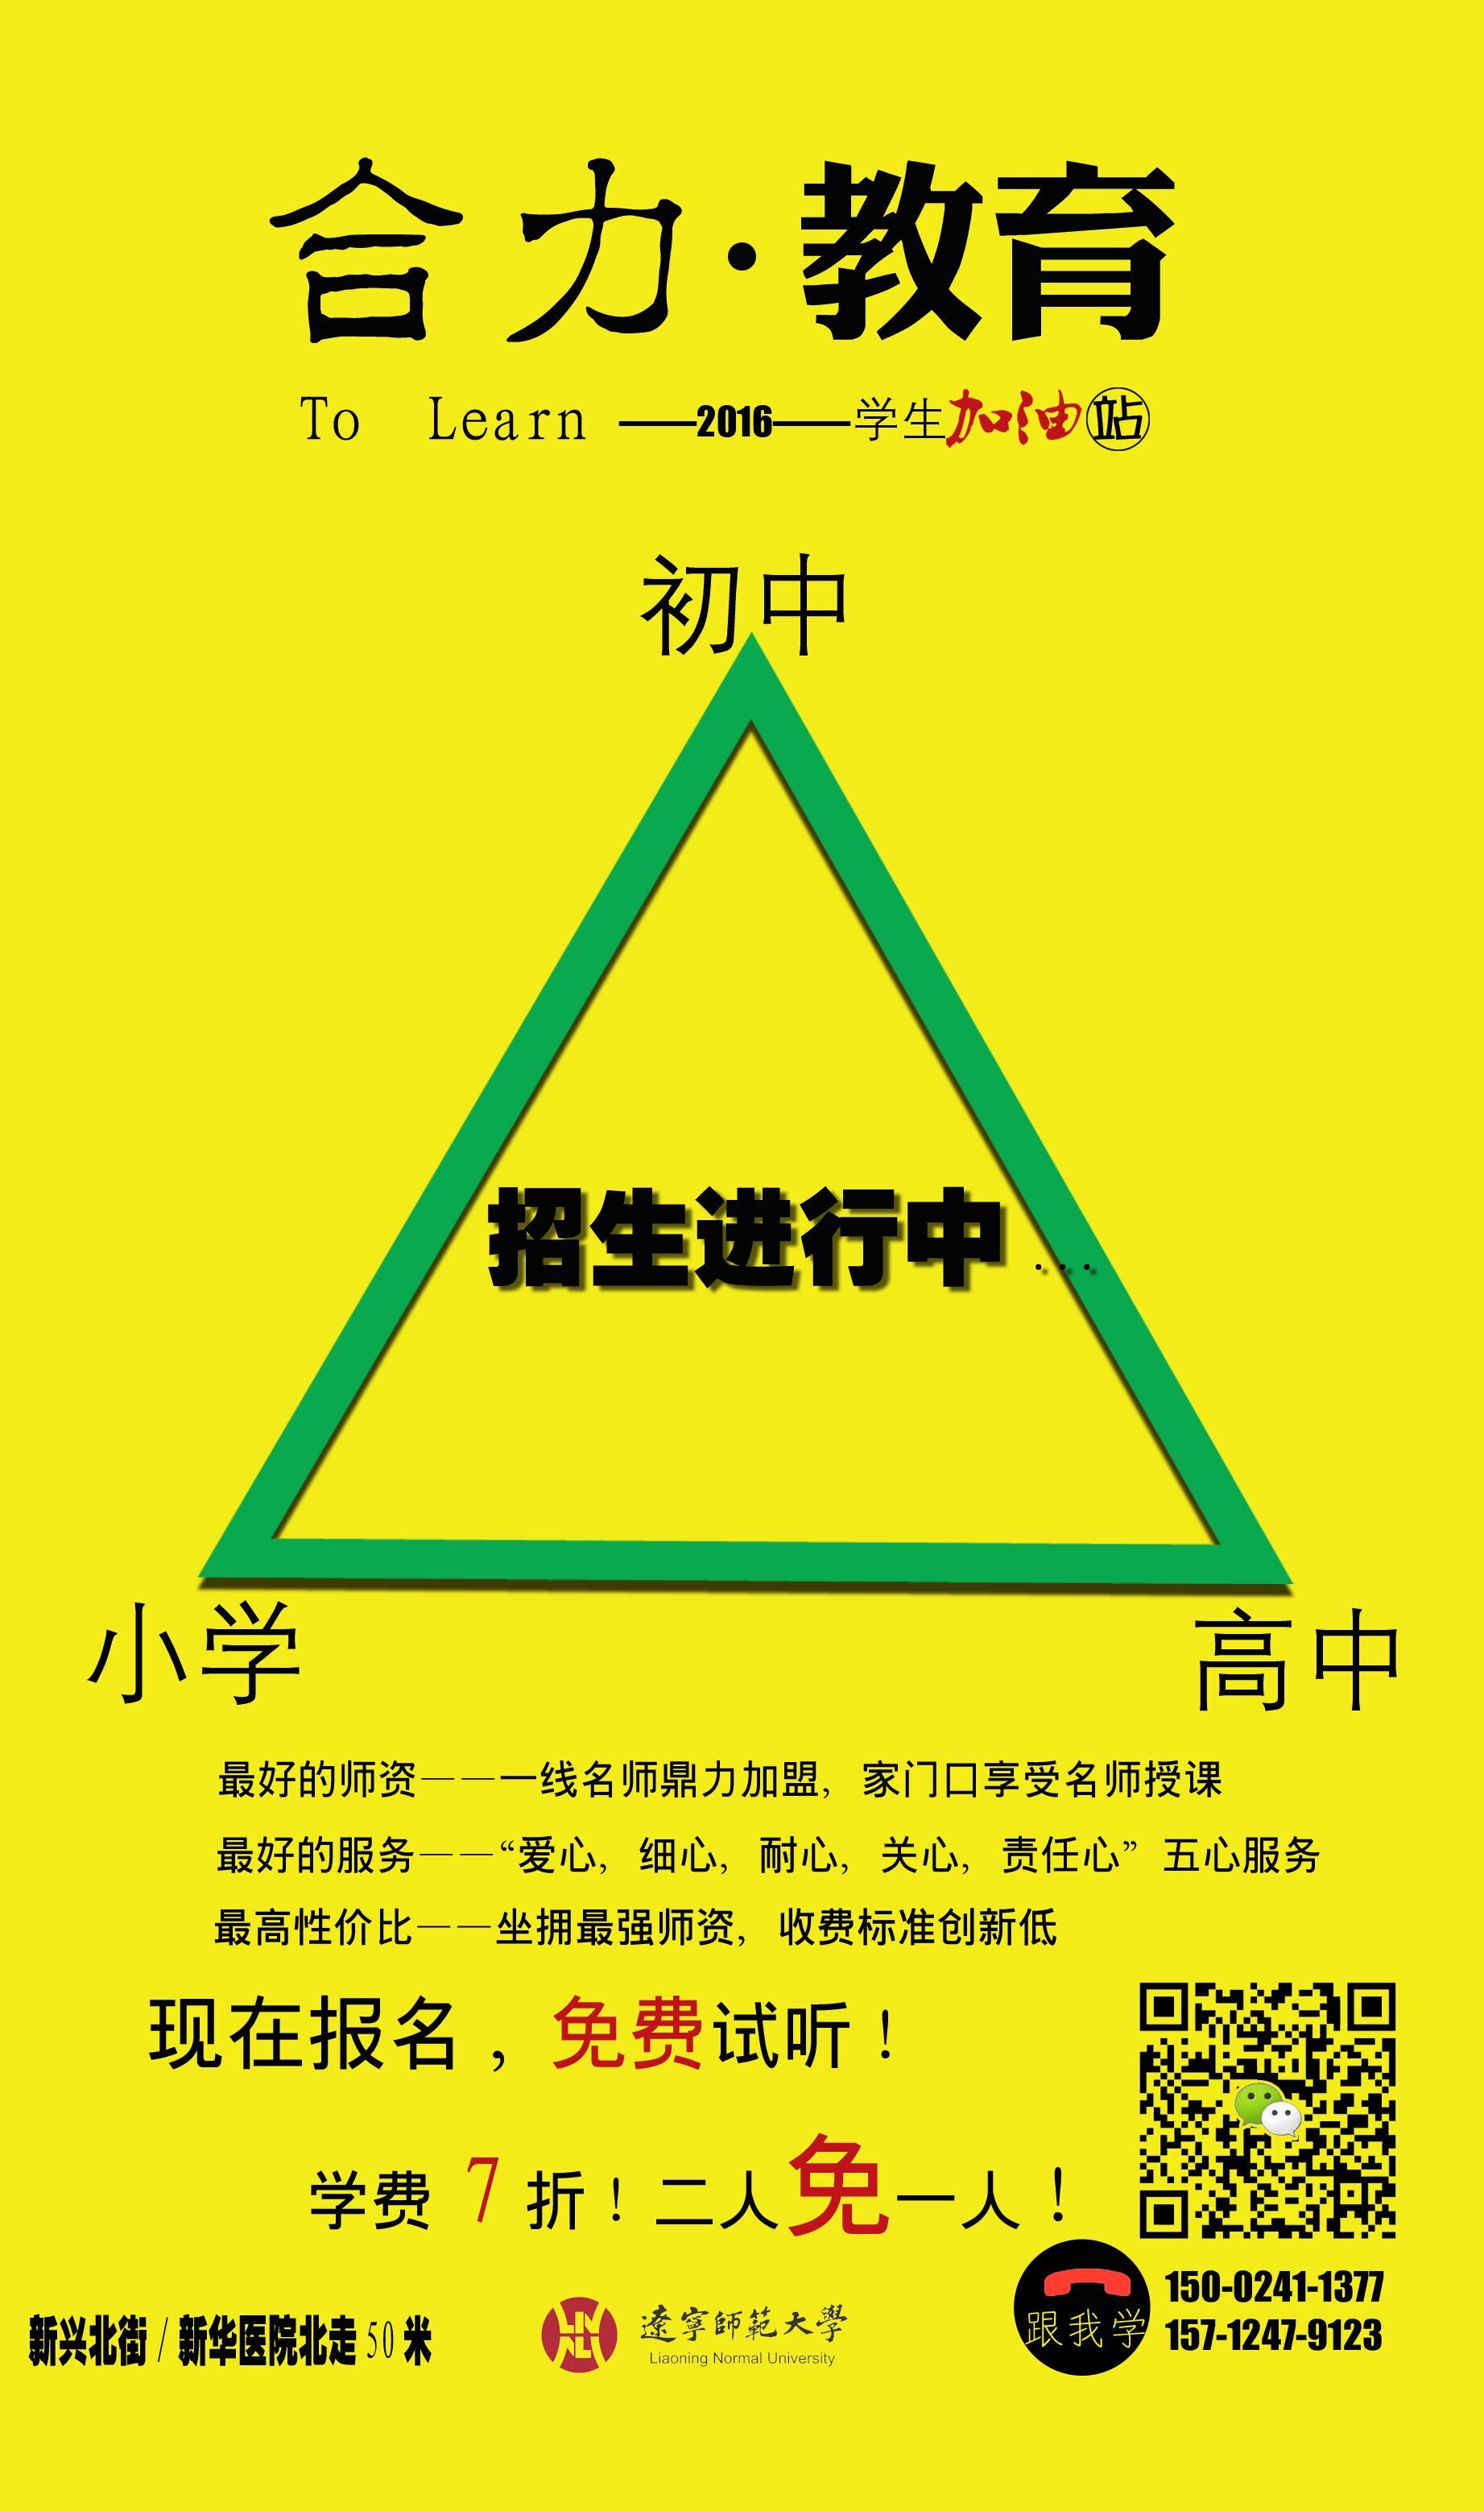 合力·教育
To Learn ——2016——学生加油站
初中
招生进行中...
小学
高中
最好的师资——一线名师鼎力加盟，家门口享受名师授课
最好的服务——“爱心，细心，耐心，关心，责任心”五心服务
最高性价比——坐拥最强师资，收费标准创新低
现在报名，免费试听！
学费 7 折！二人免一人！
跟我学
150-0241-1377
157-1247-9123
新兴北街 / 新华医院北走 50 米
遼寧師範大學
Liaoning Normal University